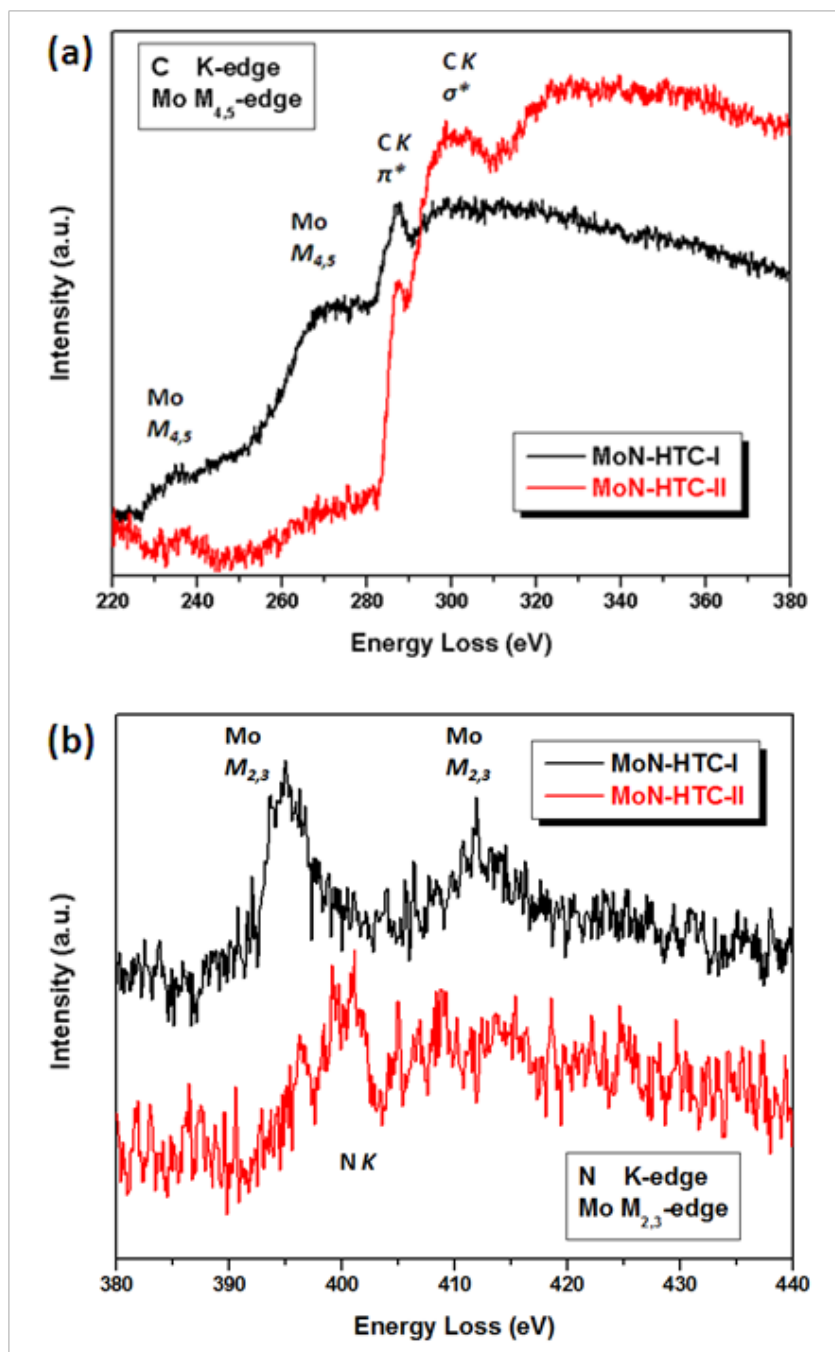 (a)
C K-edge
Mo M4,5-edge
C K
σ*
C K
π*
Mo
M4,5
Mo
M4,5
MoN-HTC-I
MoN-HTC-II
Intensity (a.u.)
220 240 260 280 300 320 340 360 380
Energy Loss (eV)
(b)
Mo
M2,3
Mo
M2,3
MoN-HTC-I
MoN-HTC-II
Intensity (a.u.)
N K
N K-edge
Mo M2,3-edge
380 390 400 410 420 430 440
Energy Loss (eV)